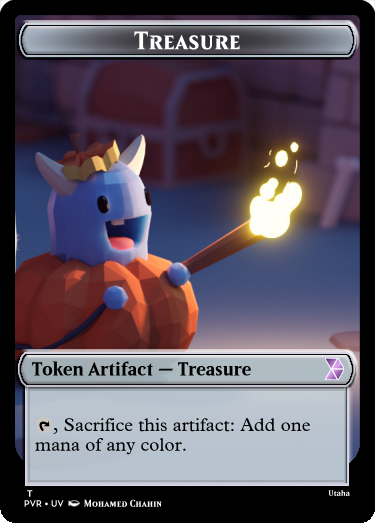 Treasure
Token Artifact — Treasure
, Sacrifice this artifact: Add one
mana of any color.
T
Utaha
PVR • UV Mohamed Chahin